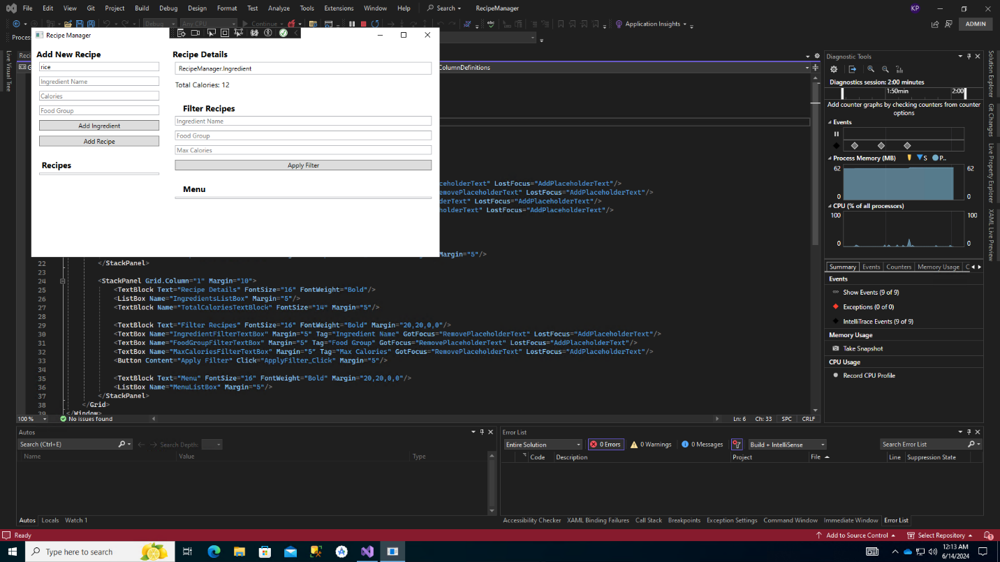 File Edit View Git Project Build Debug Design Format Test Analyze Tools Extensions Window Help Search RecipeManager KP
Debug Any CPU Continue Application Insights ADMIN
Recipe Manager
Add New Recipe
rice
Ingredient Name
Calories
Food Group
Add Ingredient
Add Recipe
Recipes
Recipe Details
RecipeManager.Ingredient
Total Calories: 12
Filter Recipes
Ingredient Name
Food Group
Max Calories
Apply Filter
Menu
Live Visual Tree
ColumnDefinitions
LostFocus="AddPlaceholderText"/>
LostFocus="AddPlaceholderText"/>
LostFocus="AddPlaceholderText"/>
LostFocus="AddPlaceholderText"/>
Margin="5"/>
22 </StackPanel>
23
24 <StackPanel Grid.Column="1" Margin="10">
25 <TextBlock Text="Recipe Details" FontSize="16" FontWeight="Bold"/>
26 <ListBox Name="IngredientsListBox" Margin="5"/>
27 <TextBlock Name="TotalCaloriesTextBlock" FontSize="14" Margin="5"/>
28
29 <TextBlock Text="Filter Recipes" FontSize="16" FontWeight="Bold" Margin="20,20,0,0"/>
30 <TextBox Name="IngredientFilterTextBox" Margin="5" Tag="Ingredient Name" GotFocus="RemovePlaceholderText" LostFocus="AddPlaceholderText"/>
31 <TextBox Name="FoodGroupFilterTextBox" Margin="5" Tag="Food Group" GotFocus="RemovePlaceholderText" LostFocus="AddPlaceholderText"/>
32 <TextBox Name="MaxCaloriesFilterTextBox" Margin="5" Tag="Max Calories" GotFocus="RemovePlaceholderText" LostFocus="AddPlaceholderText"/>
33 <Button Content="Apply Filter" Click="ApplyFilter_Click" Margin="5"/>
34
35 <TextBlock Text="Menu" FontSize="16" FontWeight="Bold" Margin="20,20,0,0"/>
36 <ListBox Name="MenuListBox" Margin="5"/>
37 </StackPanel>
38 </Grid>
39 </Window>
100 % No issues found Ln: 6 Ch: 33 SPC CRLF
Diagnostic Tools
Diagnostics session: 2:00 minutes
1:50min 2:00
Add counter graphs by checking counters from counter
options
Events
Process Memory (MB) S P..
62 62
0 0
CPU (% of all processors)
100 100
0 0
Summary Events Counters Memory Usage C
Events
Show Events (9 of 9)
Exceptions (0 of 0)
IntelliTrace Events (9 of 9)
Memory Usage
Take Snapshot
CPU Usage
Record CPU Profile
Solution Explorer
Git Changes
Live Property Explorer
XAML Live Preview
Autos
Search (Ctrl+E) Search Depth:
Name Value Type
Autos Locals Watch 1
Error List
Entire Solution 0 Errors 0 Warnings 0 Messages Build + IntelliSense Search Error List
Code Description Project File Line Suppression State
Accessibility Checker XAML Binding Failures Call Stack Breakpoints Exception Settings Command Window Immediate Window Error List
Ready Add to Source Control Select Repository 1
Type here to search
12:13 AM
6/14/2024